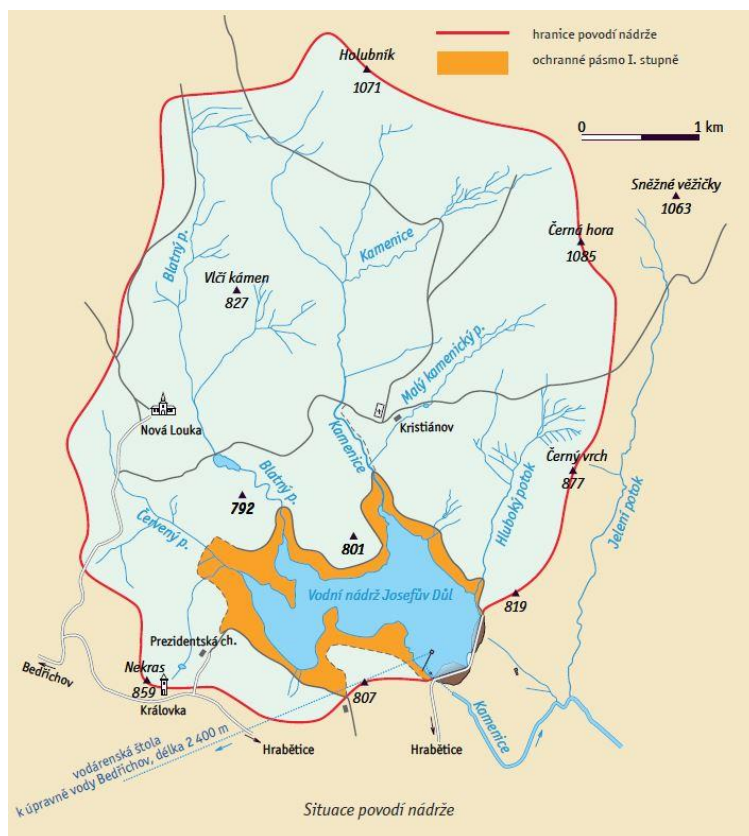 hranice povodí nádrže
ochranné pásmo I. stupně
Holubník
1071
0 1 km
Sněžné věžičky
1063
Černá hora
1085
Blatný p.
Kamenice
Vlčí kámen
827
Malý kamenický p.
Nová Louka
Kristiánov
Kamenice
Blatný p.
Hluboký potok
Černý vrch
877
Jelení potok
792
Červený p.
801
Vodní nádrž Josefův Důl
819
Prezidentská ch.
Bedřichov
Nekras
859
Královka
807
Hrabětice
Hrabětice
Kamenice
vodárenská štola
k úpravně vody Bedřichov, délka 2 400 m
Situace povodí nádrže